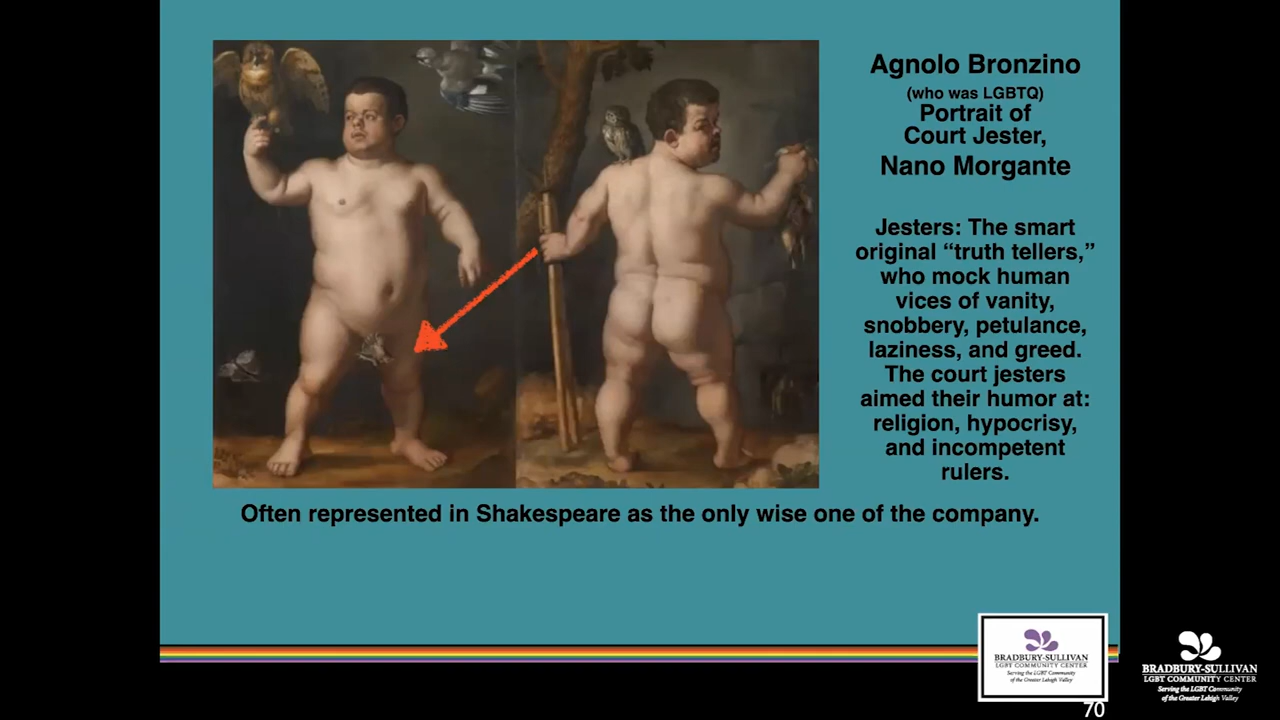 Agnolo Bronzino
(who was LGBTQ)
Portrait of
Court Jester,
Nano Morgante
Jesters: The smart
original “truth tellers,”
who mock human
vices of vanity,
snobbery, petulance,
laziness, and greed.
The court jesters
aimed their humor at:
religion, hypocrisy,
and incompetent
rulers.
Often represented in Shakespeare as the only wise one of the company.
BRADBURY-SULLIVAN
LGBT COMMUNITY CENTER
Serving the LGBT Community
of the Greater Lehigh Valley
70
BRADBURY-SULLIVAN
LGBT COMMUNITY CENTER
Serving the LGBT Community
of the Greater Lehigh Valley